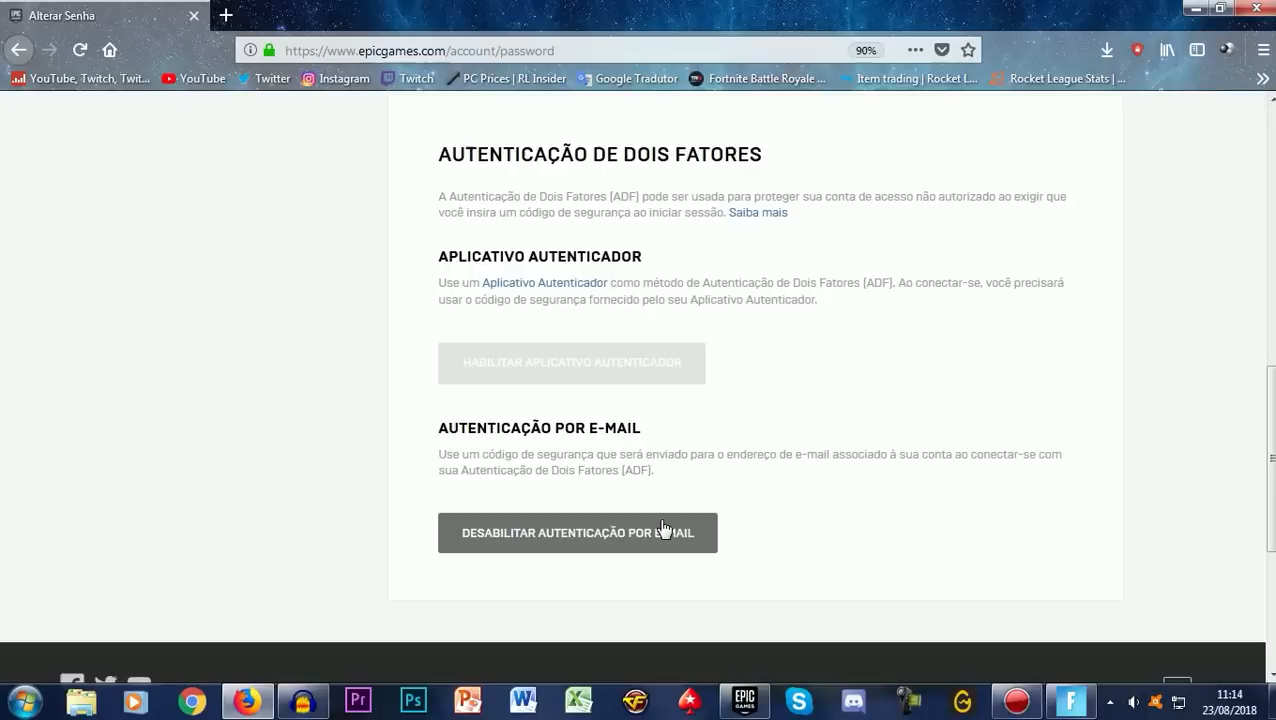 Alterar Senha
https://www.epicgames.com/account/password
90%
YouTube, Twitch, Twit...
YouTube
Twitter
Instagram
Twitch
PC Prices | RL Insider
Google Tradutor
Fortnite Battle Royale ...
Item trading | Rocket L...
Rocket League Stats | ...
AUTENTICAÇÃO DE DOIS FATORES
A Autenticação de Dois Fatores (ADF) pode ser usada para proteger sua conta de acesso não autorizado ao exigir que
você insira um código de segurança ao iniciar sessão. Saiba mais
APLICATIVO AUTENTICADOR
Use um Aplicativo Autenticador como método de Autenticação de Dois Fatores (ADF). Ao conectar-se, você precisará
usar o código de segurança fornecido pelo seu Aplicativo Autenticador.
HABILITAR APLICATIVO AUTENTICADOR
AUTENTICAÇÃO POR E-MAIL
Use um código de segurança que será enviado para o endereço de e-mail associado à sua conta ao conectar-se com
sua Autenticação de Dois Fatores (ADF).
DESABILITAR AUTENTICAÇÃO POR E-MAIL
Pr
Ps
EPIC
GAMES
F
11:14
23/08/2018